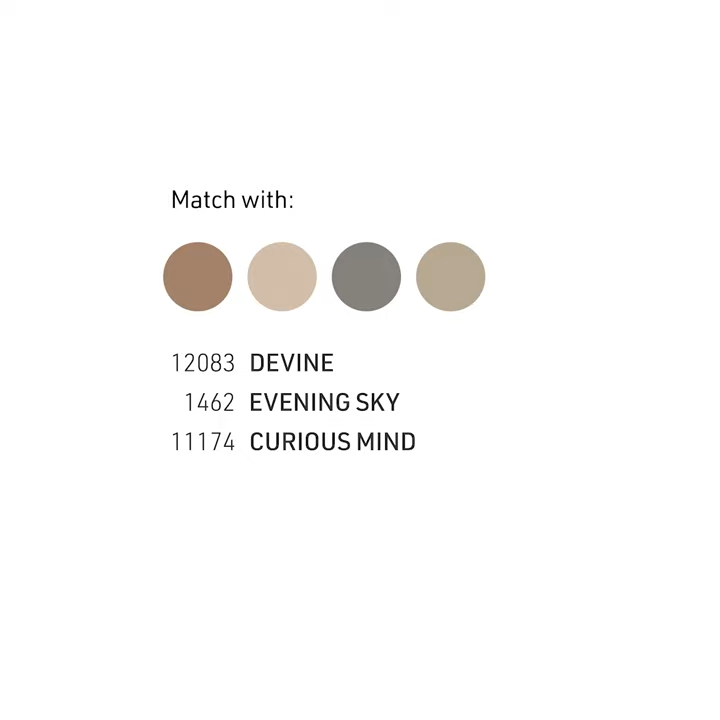 Match with:
12083 DEVINE
1462 EVENING SKY
11174 CURIOUS MIND